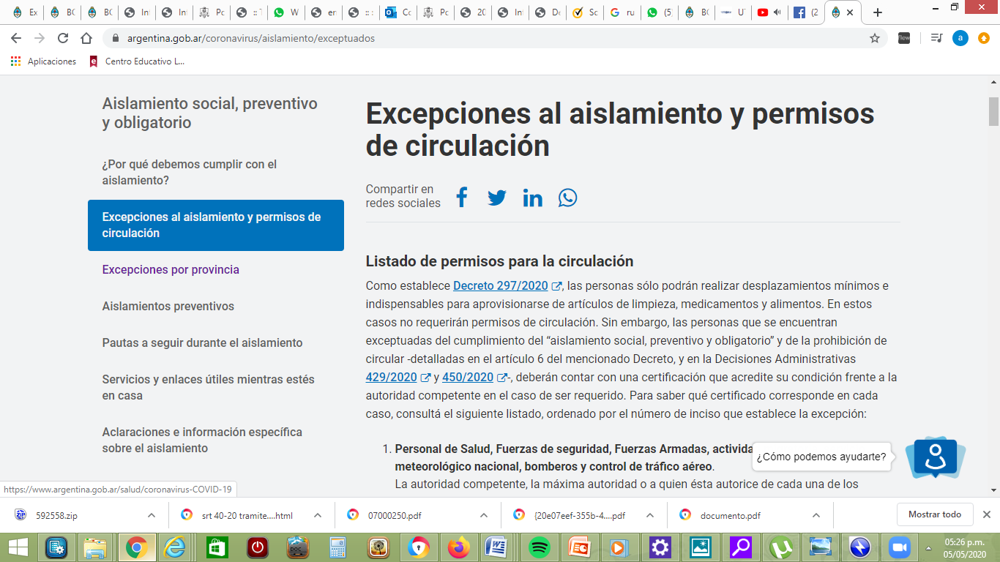 Ex
BC
BC
Int
Int
Pc
:: T
W
en
:: s
Cc
Pc
20
Int
De
Sc
ru
(5
BC
UT
(2
argentina.gob.ar/coronavirus/aislamiento/exceptuados
flow
a
Aplicaciones
Centro Educativo L...
Aislamiento social, preventivo
y obligatorio
¿Por qué debemos cumplir con el
aislamiento?
Excepciones al aislamiento y permisos de
circulación
Excepciones por provincia
Aislamientos preventivos
Pautas a seguir durante el aislamiento
Servicios y enlaces útiles mientras estés
en casa
Aclaraciones e información específica
sobre el aislamiento
Excepciones al aislamiento y permisos
de circulación
Compartir en
redes sociales
Listado de permisos para la circulación
Como establece Decreto 297/2020, las personas sólo podrán realizar desplazamientos mínimos e
indispensables para aprovisionarse de artículos de limpieza, medicamentos y alimentos. En estos
casos no requerirán permisos de circulación. Sin embargo, las personas que se encuentran
exceptuadas del cumplimiento del “aislamiento social, preventivo y obligatorio” y de la prohibición de
circular -detalladas en el artículo 6 del mencionado Decreto, y en la Decisiones Administrativas
429/2020 y 450/2020-, deberán contar con una certificación que acredite su condición frente a la
autoridad competente en el caso de ser requerido. Para saber qué certificado corresponde en cada
caso, consultá el siguiente listado, ordenado por el número de inciso que establece la excepción:
1. Personal de Salud, Fuerzas de seguridad, Fuerzas Armadas, activida
meteorológico nacional, bomberos y control de tráfico aéreo.
La autoridad competente, la máxima autoridad o a quien ésta autorice de cada una de los
¿Cómo podemos ayudarte?
https://www.argentina.gob.ar/salud/coronavirus-COVID-19
592558.zip
srt 40-20 tramite....html
07000250.pdf
{20e07eef-355b-4....pdf
documento.pdf
Mostrar todo
05:26 p.m.
05/05/2020